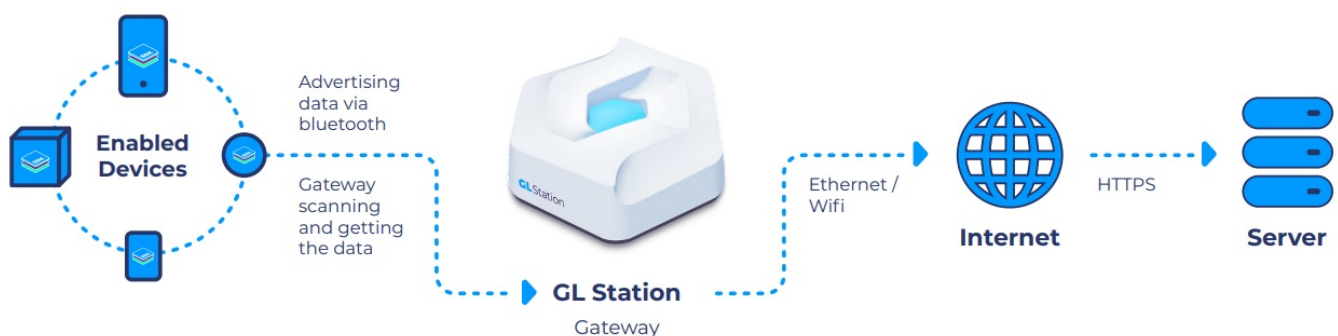 Enabled
Devices
Advertising
data via
bluetooth
Gateway
scanning
and getting
the data
GL Station
GL Station
Gateway
Ethernet /
Wifi
Internet
HTTPS
Server